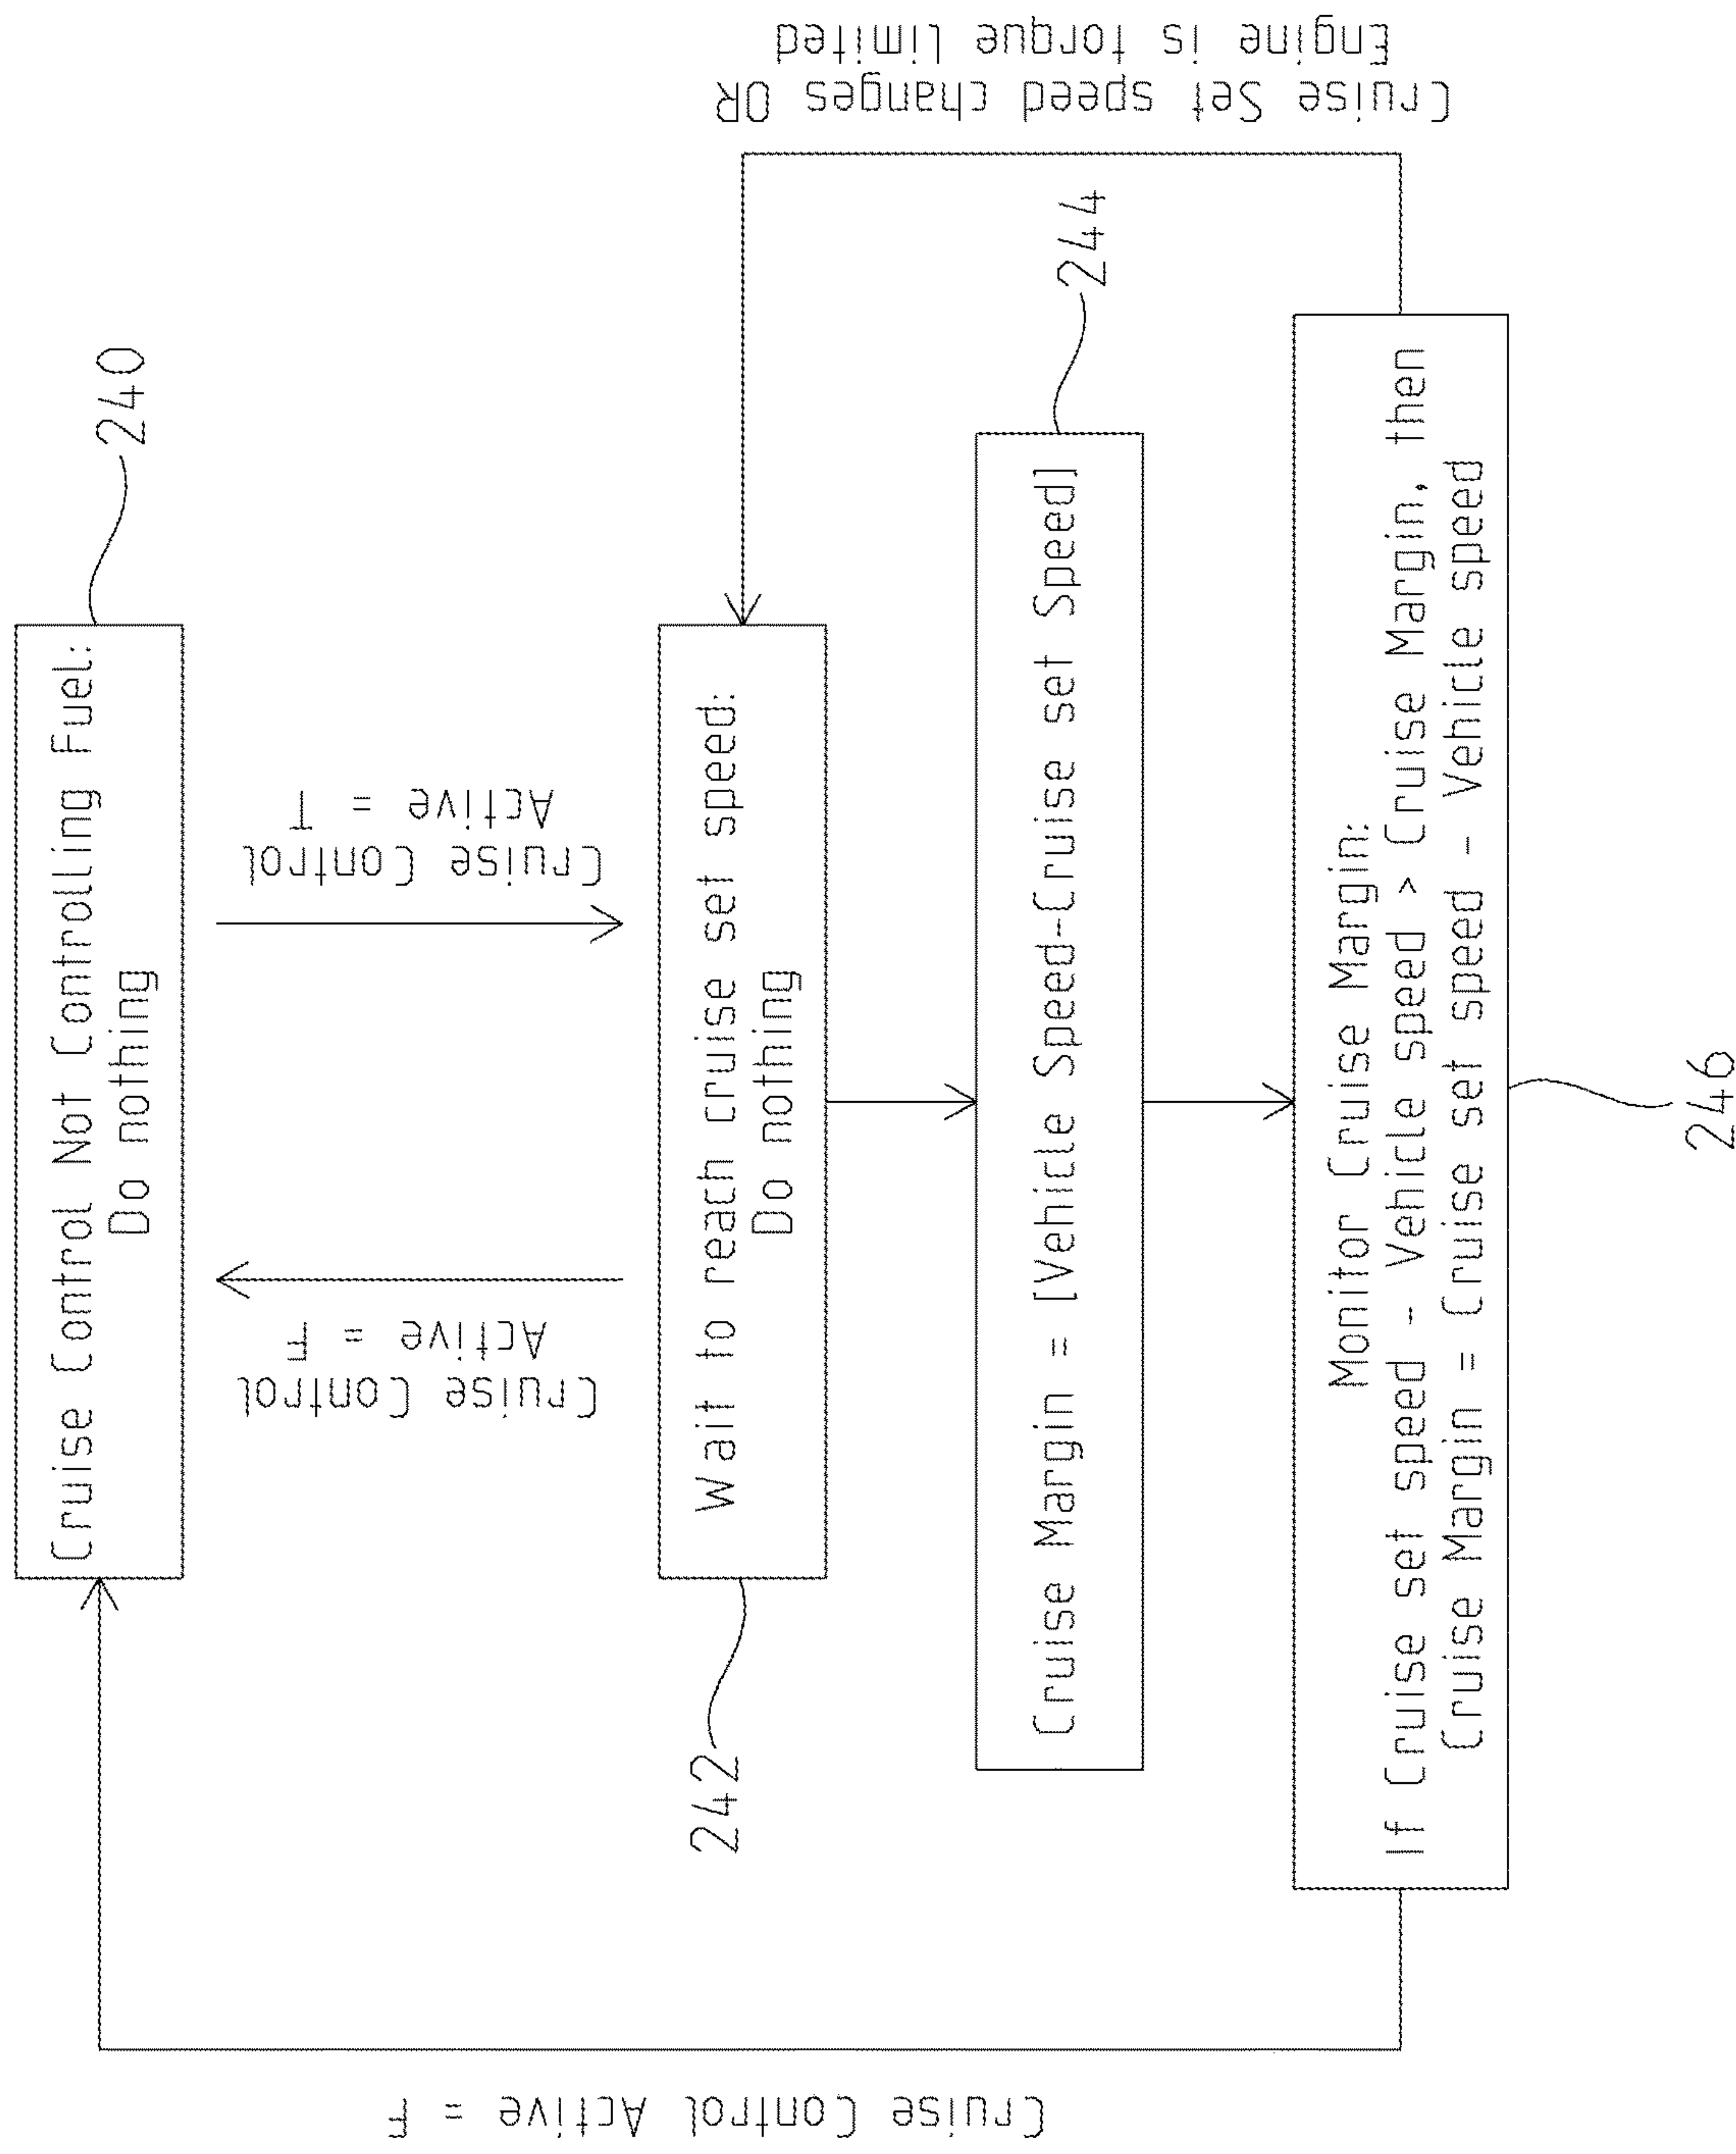 Cruise Control Not Controlling Fuel:
Do nothing
240
Cruise Control
Active = F
Cruise Control
Active = T
Wait to reach cruise set speed:
Do nothing
242
Cruise Margin = [Vehicle Speed-Cruise set Speed]
244
Monitor Cruise Margin:
If Cruise set speed - Vehicle speed > Cruise Margin, then
Cruise Margin = Cruise set speed - Vehicle speed
246
Cruise Control Active = F
Cruise Set speed changes OR
Engine is torque limited